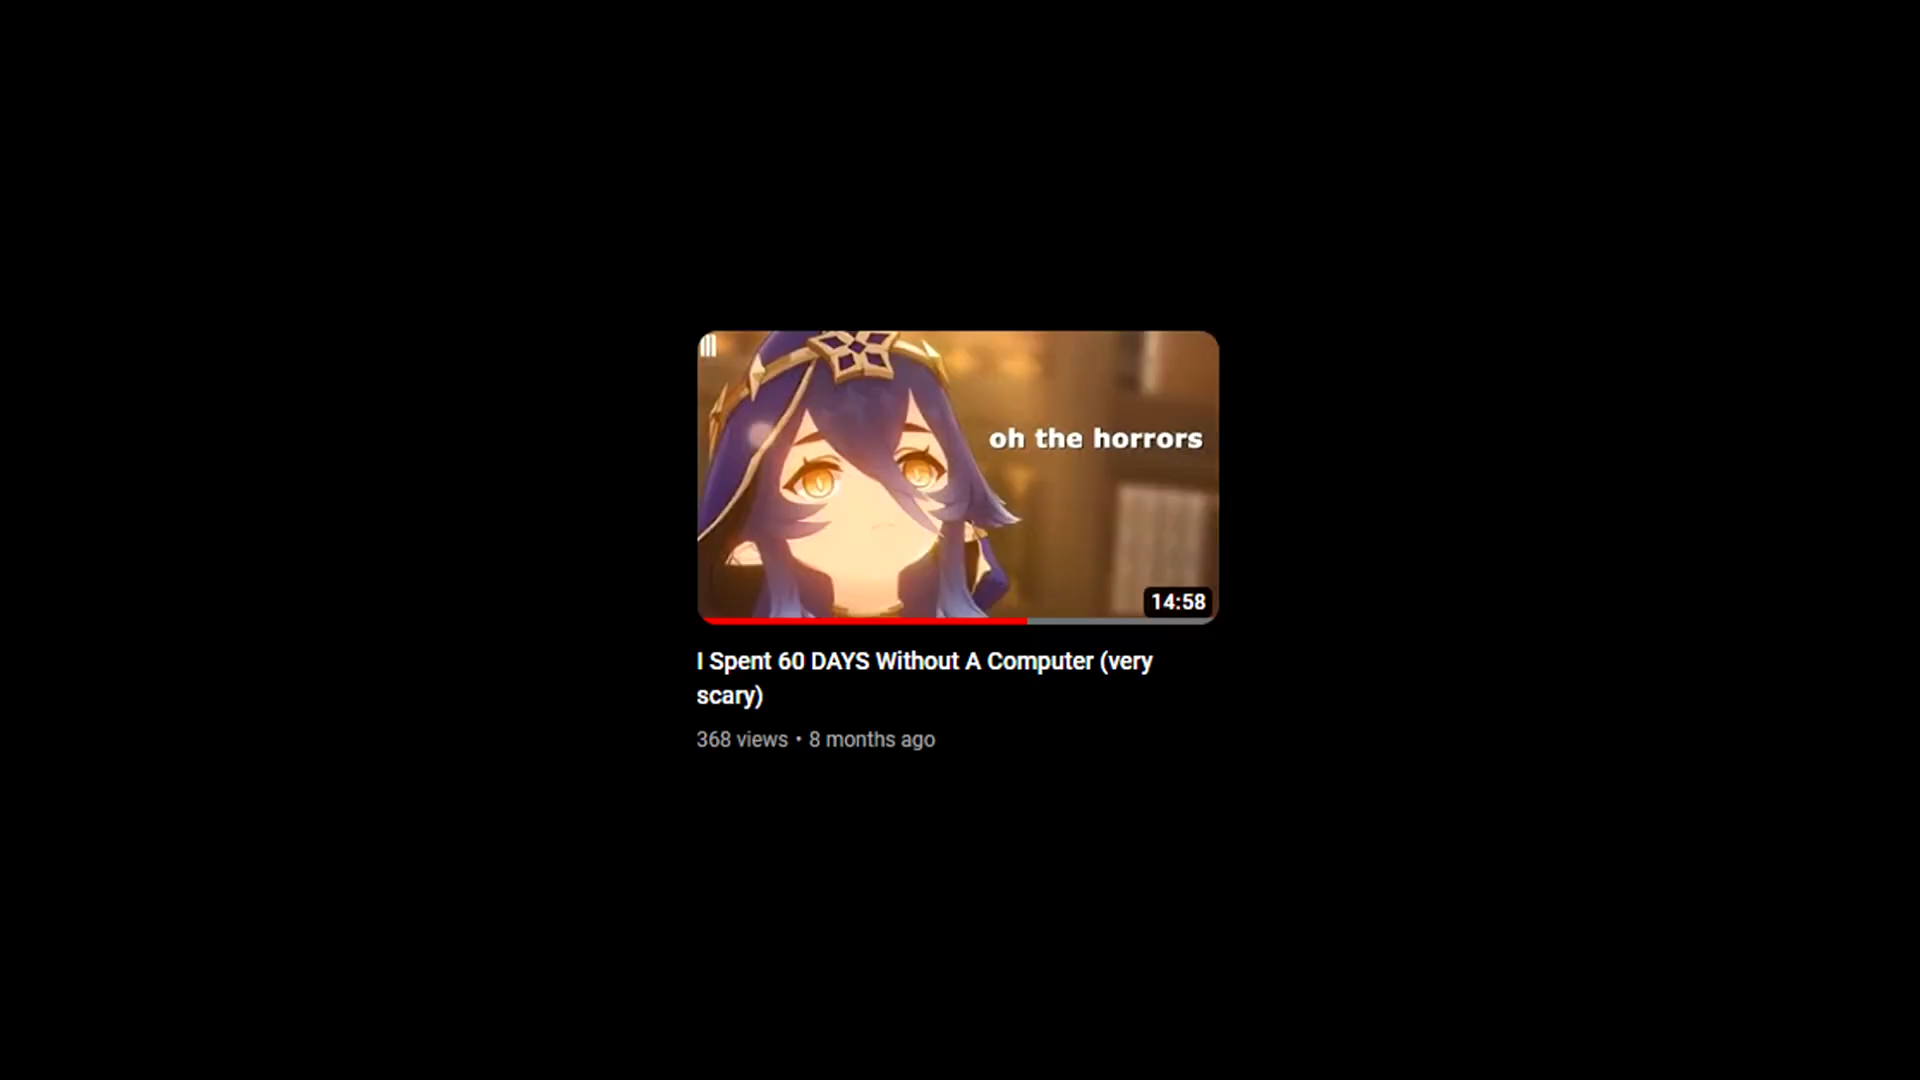 oh the horrors
14:58
I Spent 60 DAYS Without A Computer (very
scary)
368 views • 8 months ago